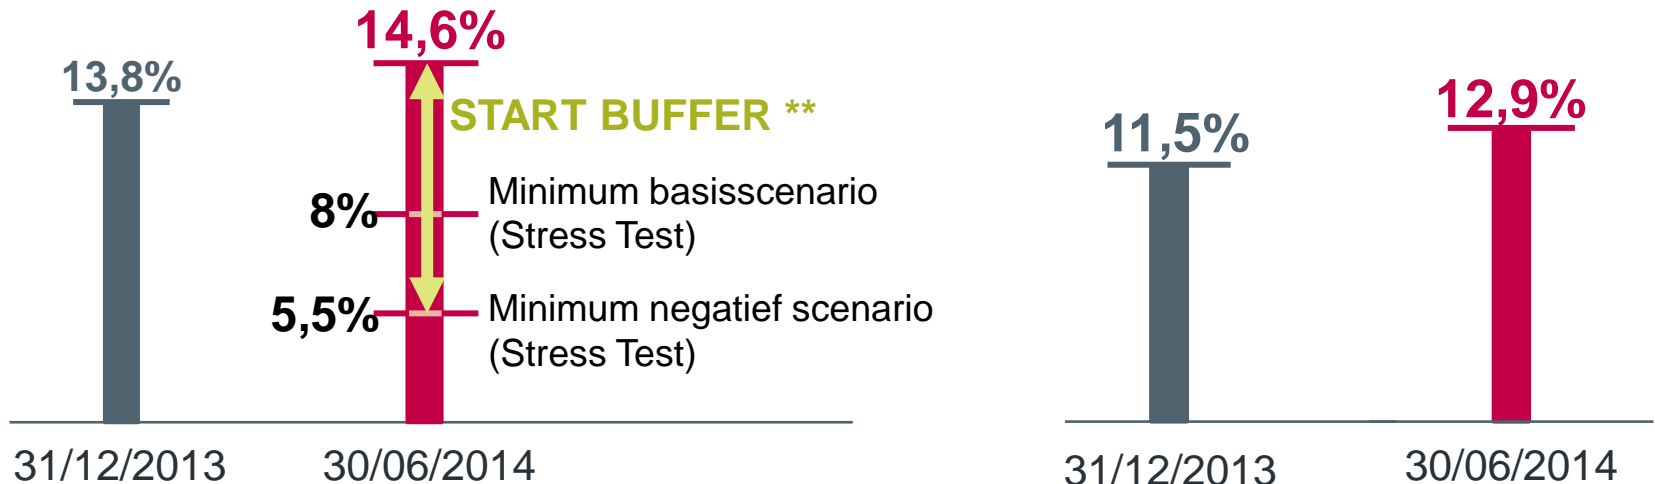 14,6%
13,8%
START BUFFER **
8%
Minimum basisscenario
(Stress Test)
5,5%
Minimum negatief scenario
(Stress Test)
31/12/2013
30/06/2014
12,9%
11,5%
31/12/2013
30/06/2014